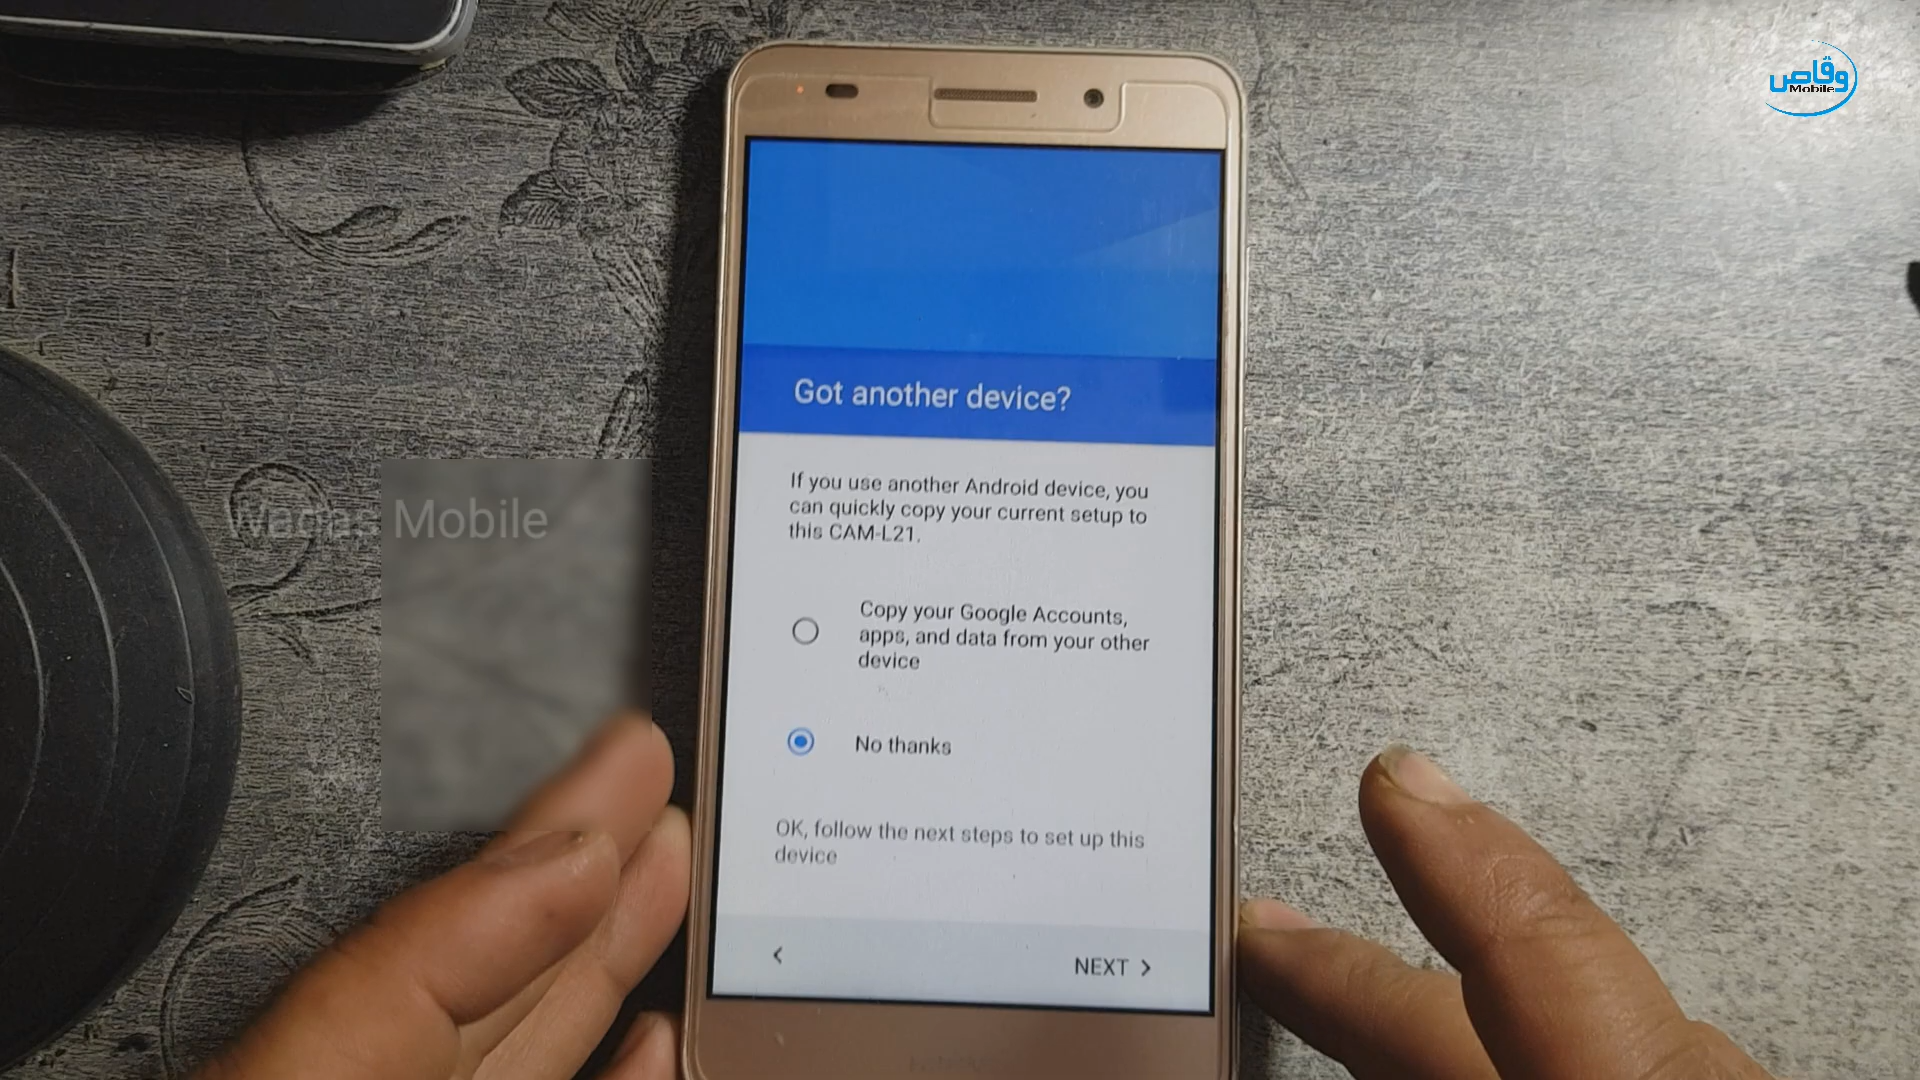 وقاص
Mobile
Got another device?
If you use another Android device, you
can quickly copy your current setup to
this CAM-L21.
Waqas Mobile
Copy your Google Accounts,
apps, and data from your other
device
No thanks
OK, follow the next steps to set up this
device
NEXT